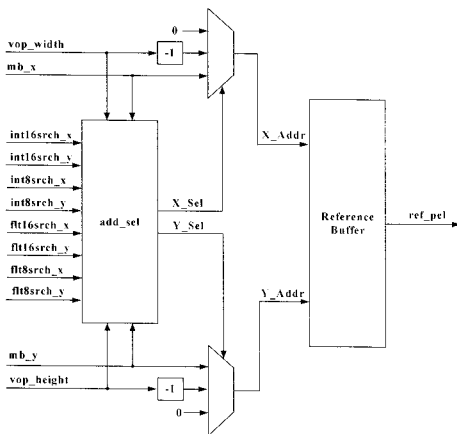 0
vop_width
-1
mb_x
X_Addr
int16srch_x
int16srch_y
int8srch_x
int8srch_y
flt16srch_x
flt16srch_y
flt8srch_x
flt8srch_y
add_sel
X_Sel
Y_Sel
Reference
Buffer
ref_pel
Y_Addr
mb_y
vop_height
-1
0